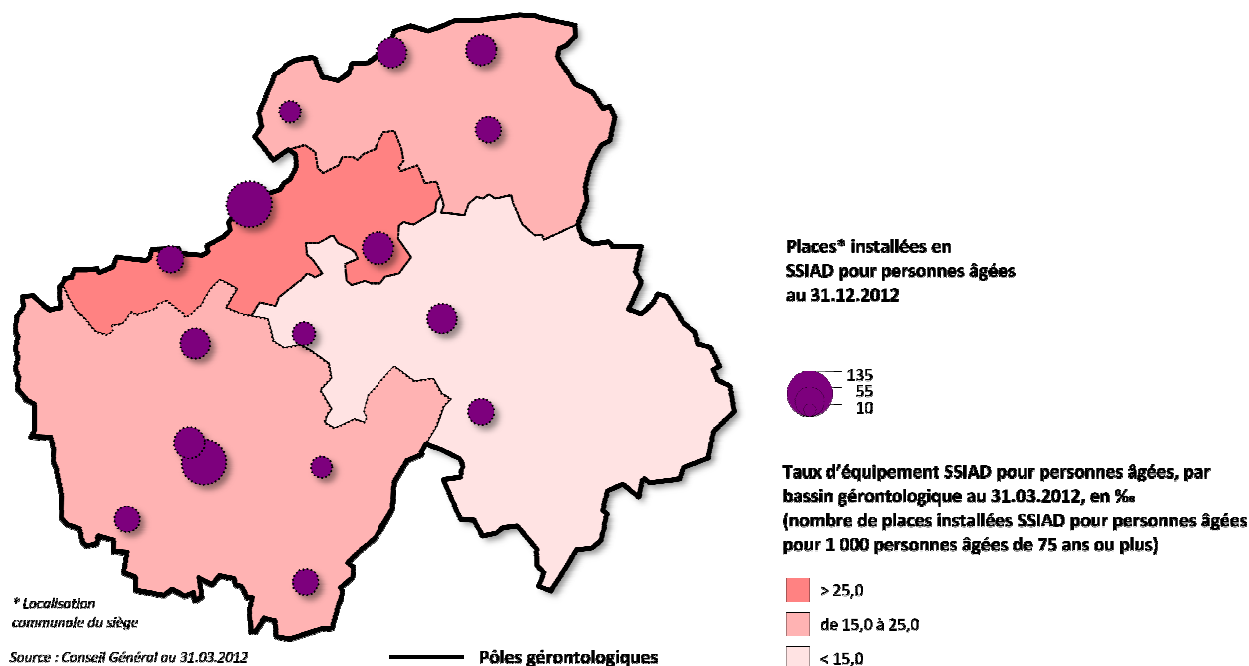 Places* installées en
SSIAD pour personnes âgées
au 31.12.2012
135
55
10
Taux d'équipement SSIAD pour personnes âgées, par
bassin gérontologique au 31.03.2012, en ‰
(nombre de places installées SSIAD pour personnes âgées
pour 1 000 personnes âgées de 75 ans ou plus)
> 25,0
de 15,0 à 25,0
< 15,0
* Localisation
communale du siège
Source : Conseil Général au 31.03.2012
Pôles gérontologiques